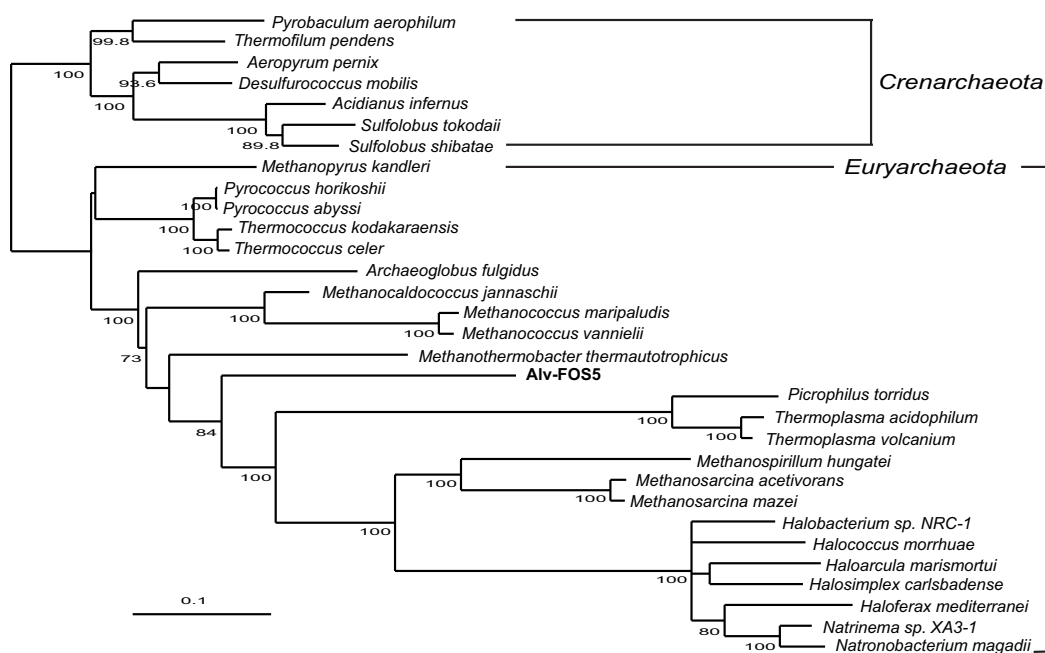 Pyrobaculum aerophilum
99.8
Thermofilum pendens
100
Aeropyrum pernix
93.6
Desulfurococcus mobilis
Crenarchaeota
100
Acidianus infernus
100
Sulfolobus tokodaii
89.8
Sulfolobus shibatae
Methanopyrus kandleri
Euryarchaeota
Pyrococcus horikoshii
100
Pyrococcus abyssi
100
Thermococcus kodakaraensis
100
Thermococcus celer
Archaeoglobus fulgidus
100
Methanocaldococcus jannaschii
100
Methanococcus maripaludis
100
Methanococcus vannielii
73
Methanothermobacter thermautotrophicus
Alv-FOS5
84
Picrophilus torridus
100
Thermoplasma acidophilum
100
Thermoplasma volcanium
100
Methanospirillum hungatei
100
Methanosarcina acetivorans
100
Methanosarcina mazei
100
Halobacterium sp. NRC-1
Halococcus morrhuae
Haloarcula marismortui
100
Halosimplex carlsbadense
0.1
Haloferax mediterranei
80
Natrinema sp. XA3-1
100
Natronobacterium magadii